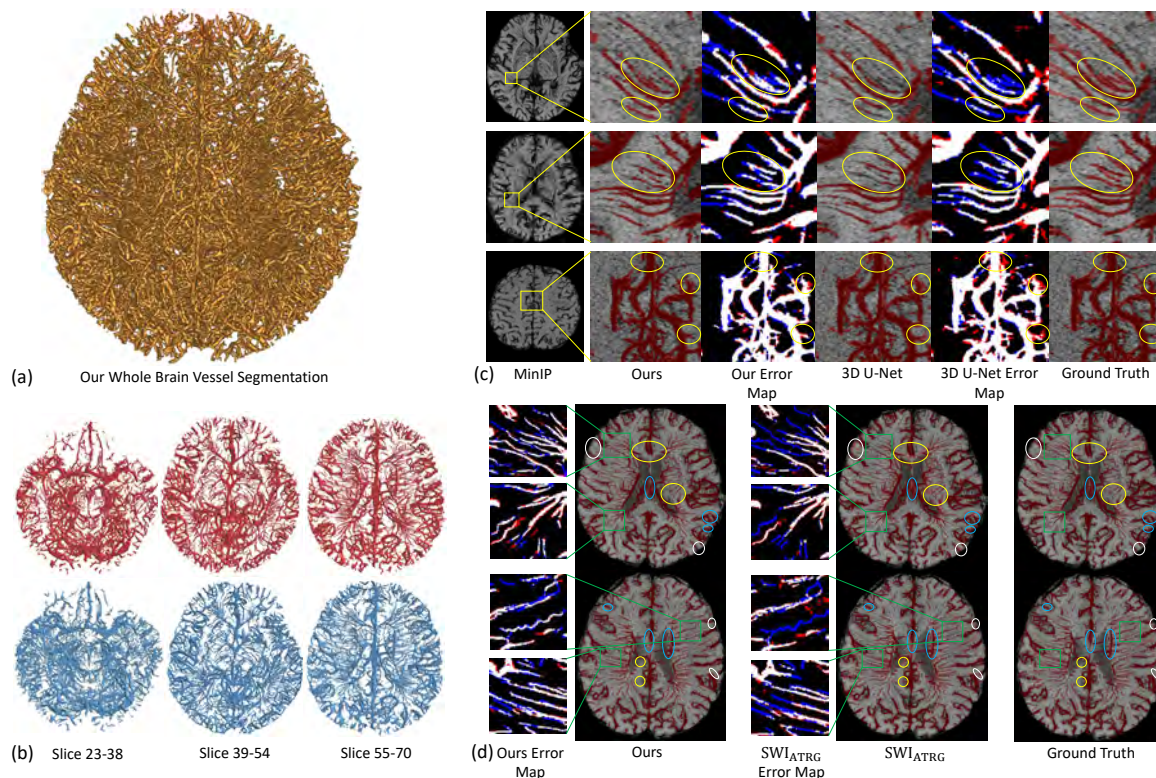 (a)
Our Whole Brain Vessel Segmentation
(b)
Slice 23-38
Slice 39-54
Slice 55-70
(c)
MinIP
Ours
Our Error
Map
3D U-Net
3D U-Net Error
Map
Ground Truth
(d)
Ours Error
Map
Ours
SWI_ATRG
Error Map
SWI_ATRG
Ground Truth